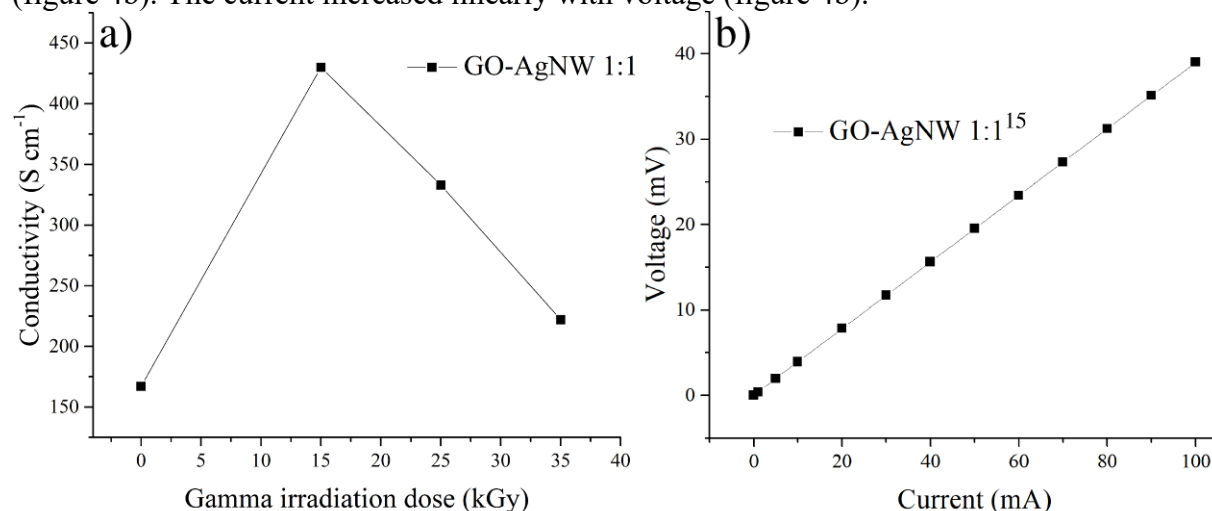 (figure 4b). The current increased linearly with voltage (figure 4b).
a)
GO-AgNW 1:1
450
400
350
300
250
200
150
Conductivity (S cm⁻¹)
0 5 10 15 20 25 30 35 40
Gamma irradiation dose (kGy)
b)
GO-AgNW 1:1¹⁵
40
30
20
10
0
Voltage (mV)
0 20 40 60 80 100
Current (mA)